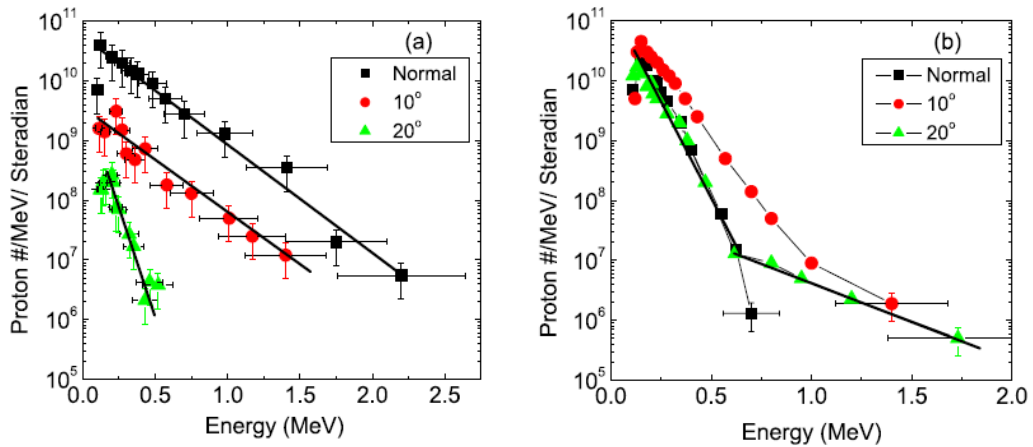 (a)
Normal
10°
20°
10¹¹
10¹⁰
10⁹
10⁸
10⁷
10⁶
10⁵
Proton #/MeV/ Steradian
0.0 0.5 1.0 1.5 2.0 2.5
Energy (MeV)
(b)
Normal
10°
20°
10¹¹
10¹⁰
10⁹
10⁸
10⁷
10⁶
10⁵
Proton #/MeV/ Steradian
0.0 0.5 1.0 1.5 2.0
Energy (MeV)